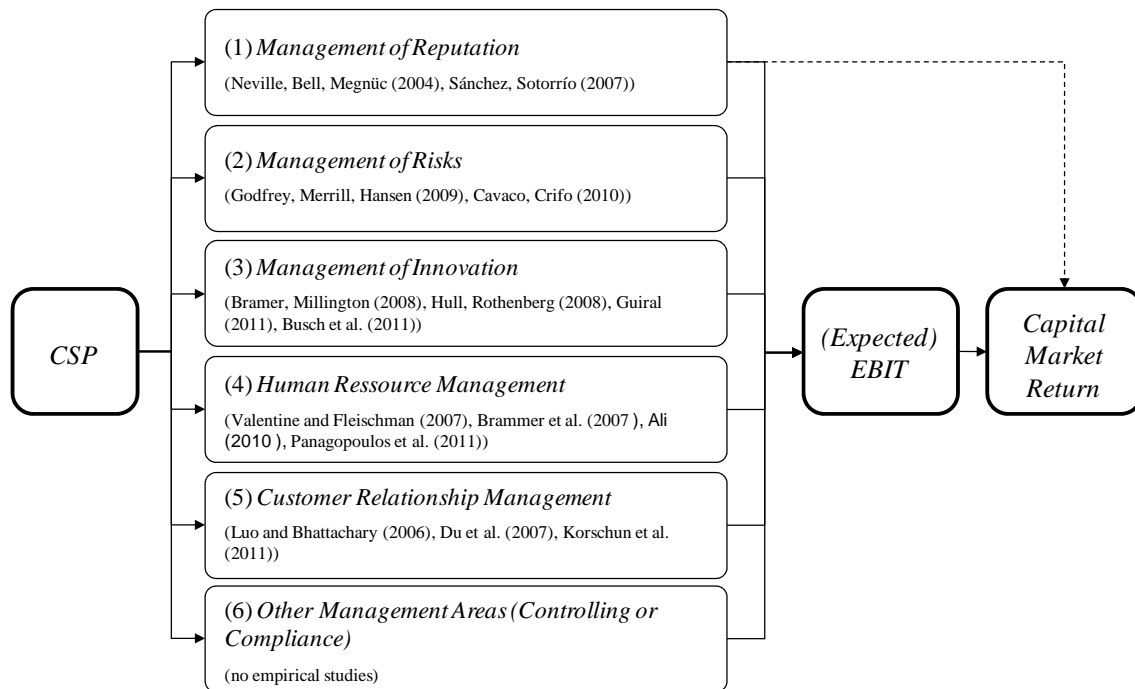 (1) Management of Reputation
(Neville, Bell, Megnüc (2004), Sánchez, Sotorrío (2007))
(2) Management of Risks
(Godfrey, Merrill, Hansen (2009), Cavaco, Crifo (2010))
(3) Management of Innovation
(Bramer, Millington (2008), Hull, Rothenberg (2008), Guiral
(2011), Busch et al. (2011))
CSP
(4) Human Ressource Management
(Valentine and Fleischman (2007), Brammer et al. (2007 ), Ali
(2010 ), Panagopoulos et al. (2011))
(5) Customer Relationship Management
(Luo and Bhattachary (2006), Du et al. (2007), Korschun et al.
(2011))
(6) Other Management Areas (Controlling or
Compliance)
(no empirical studies)
(Expected)
EBIT
Capital
Market
Return